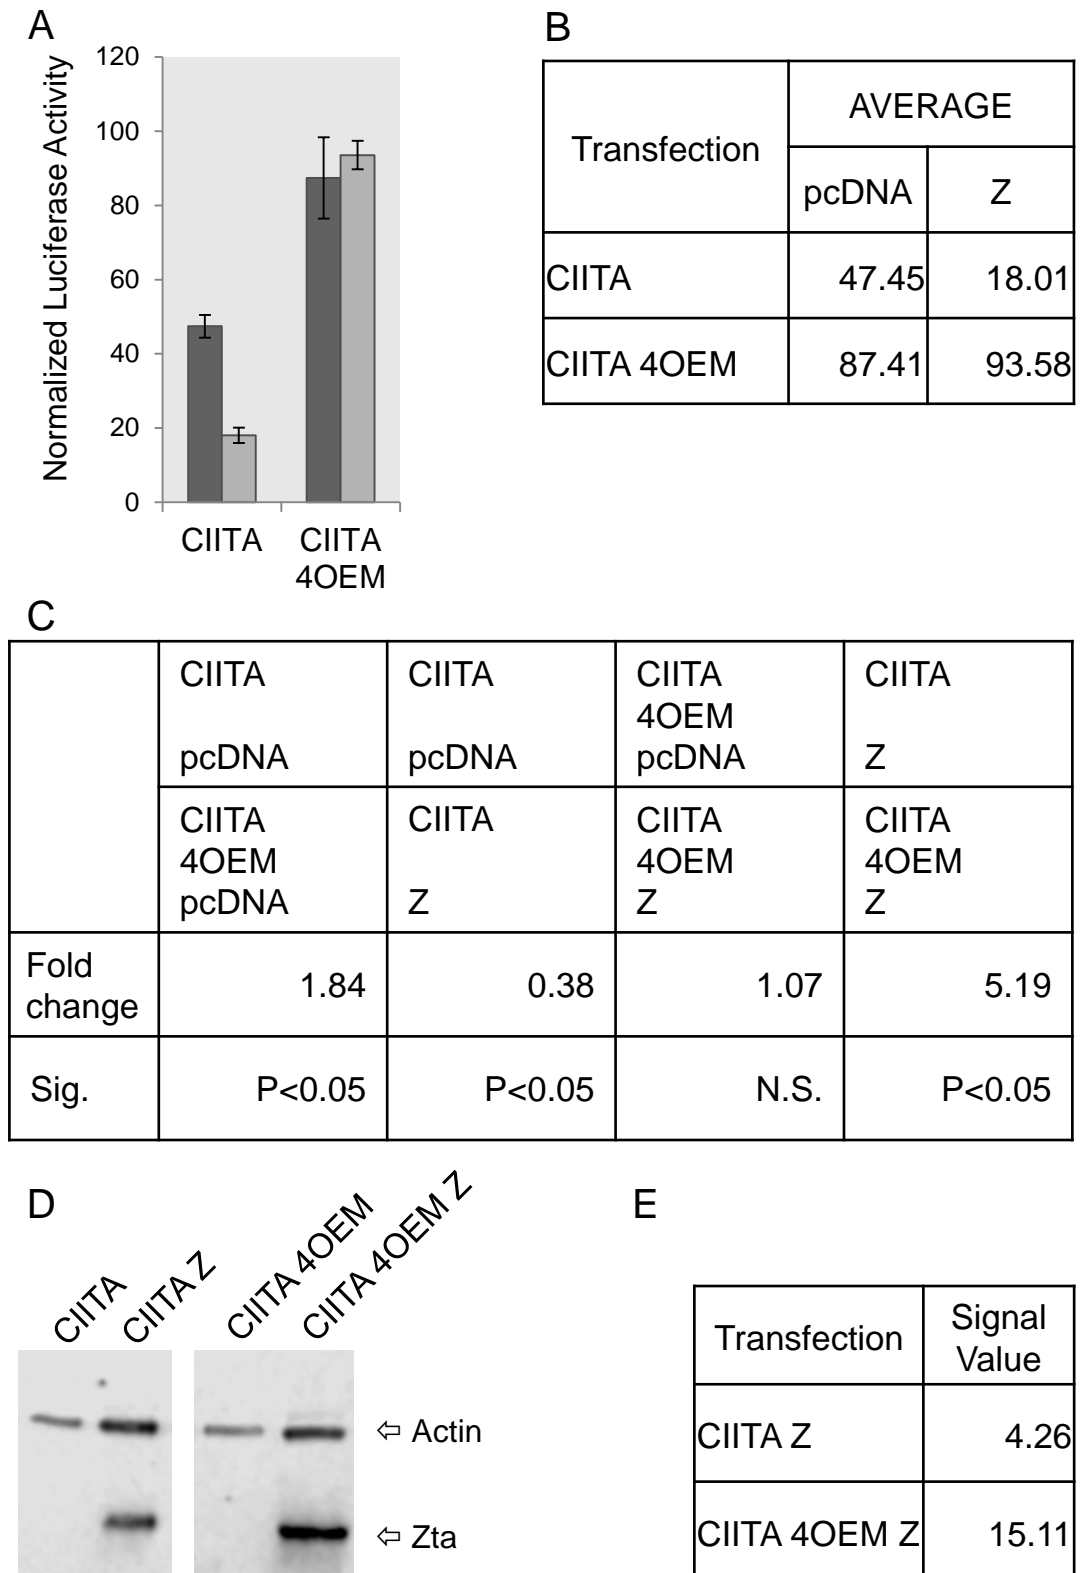 A
Normalized Luciferase Activity
120
100
80
60
40
20
0
CIITA
CIITA
4OEM
B
Transfection
AVERAGE
pcDNA Z
CIITA 47.45 18.01
CIITA 4OEM 87.41 93.58
C
CIITA CIITA CIITA CIITA
4OEM
pcDNA pcDNA pcDNA Z
CIITA CIITA CIITA CIITA
4OEM 4OEM 4OEM
pcDNA Z Z Z
Fold
change 1.84 0.38 1.07 5.19
Sig. P<0.05 P<0.05 N.S. P<0.05
D
CIITA
CIITA Z
CIITA 4OEM
CIITA 4OEM Z
⇦ Actin
⇦ Zta
E
Transfection Signal
Value
CIITA Z 4.26
CIITA 4OEM Z 15.11